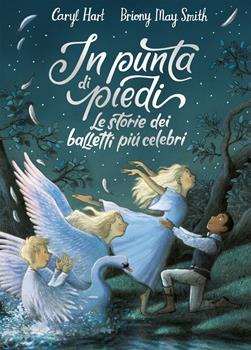 Caryl Hart Briony May Smith
In punta
di piedi
Le storie dei
balletti più celebri